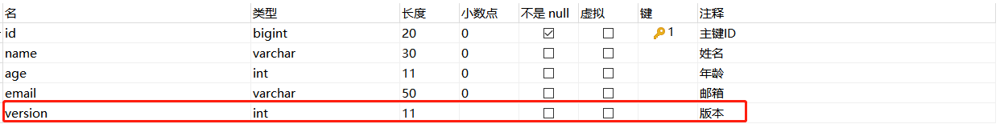 名 类型 长度 小数点 不是 null 虚拟 键 注释
id bigint 20 0 1 主键ID
name varchar 30 0 姓名
age int 11 0 年龄
email varchar 50 0 邮箱
version int 11 版本